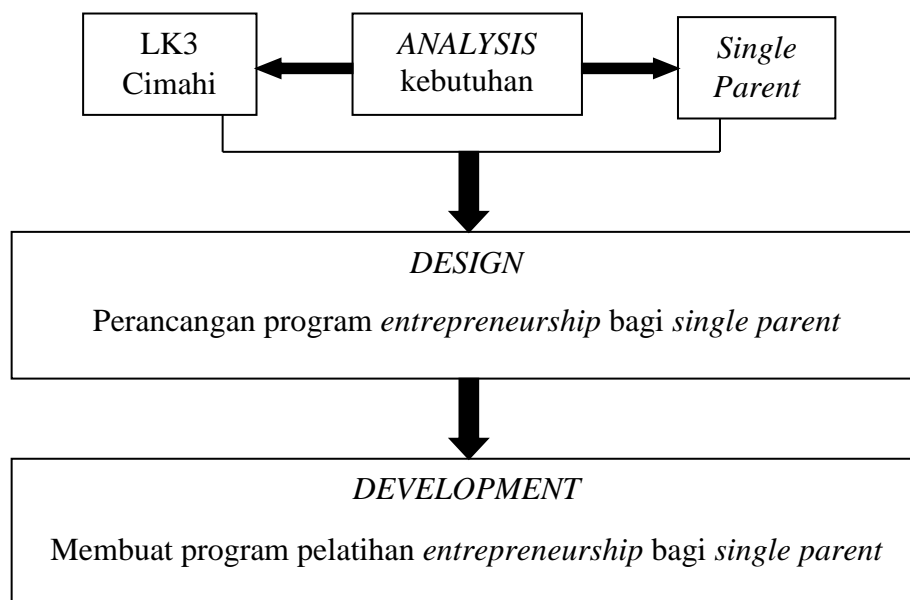 LK3
Cimahi
ANALYSIS
kebutuhan
Single
Parent
DESIGN
Perancangan program entrepreneurship bagi single parent
DEVELOPMENT
Membuat program pelatihan entrepreneurship bagi single parent